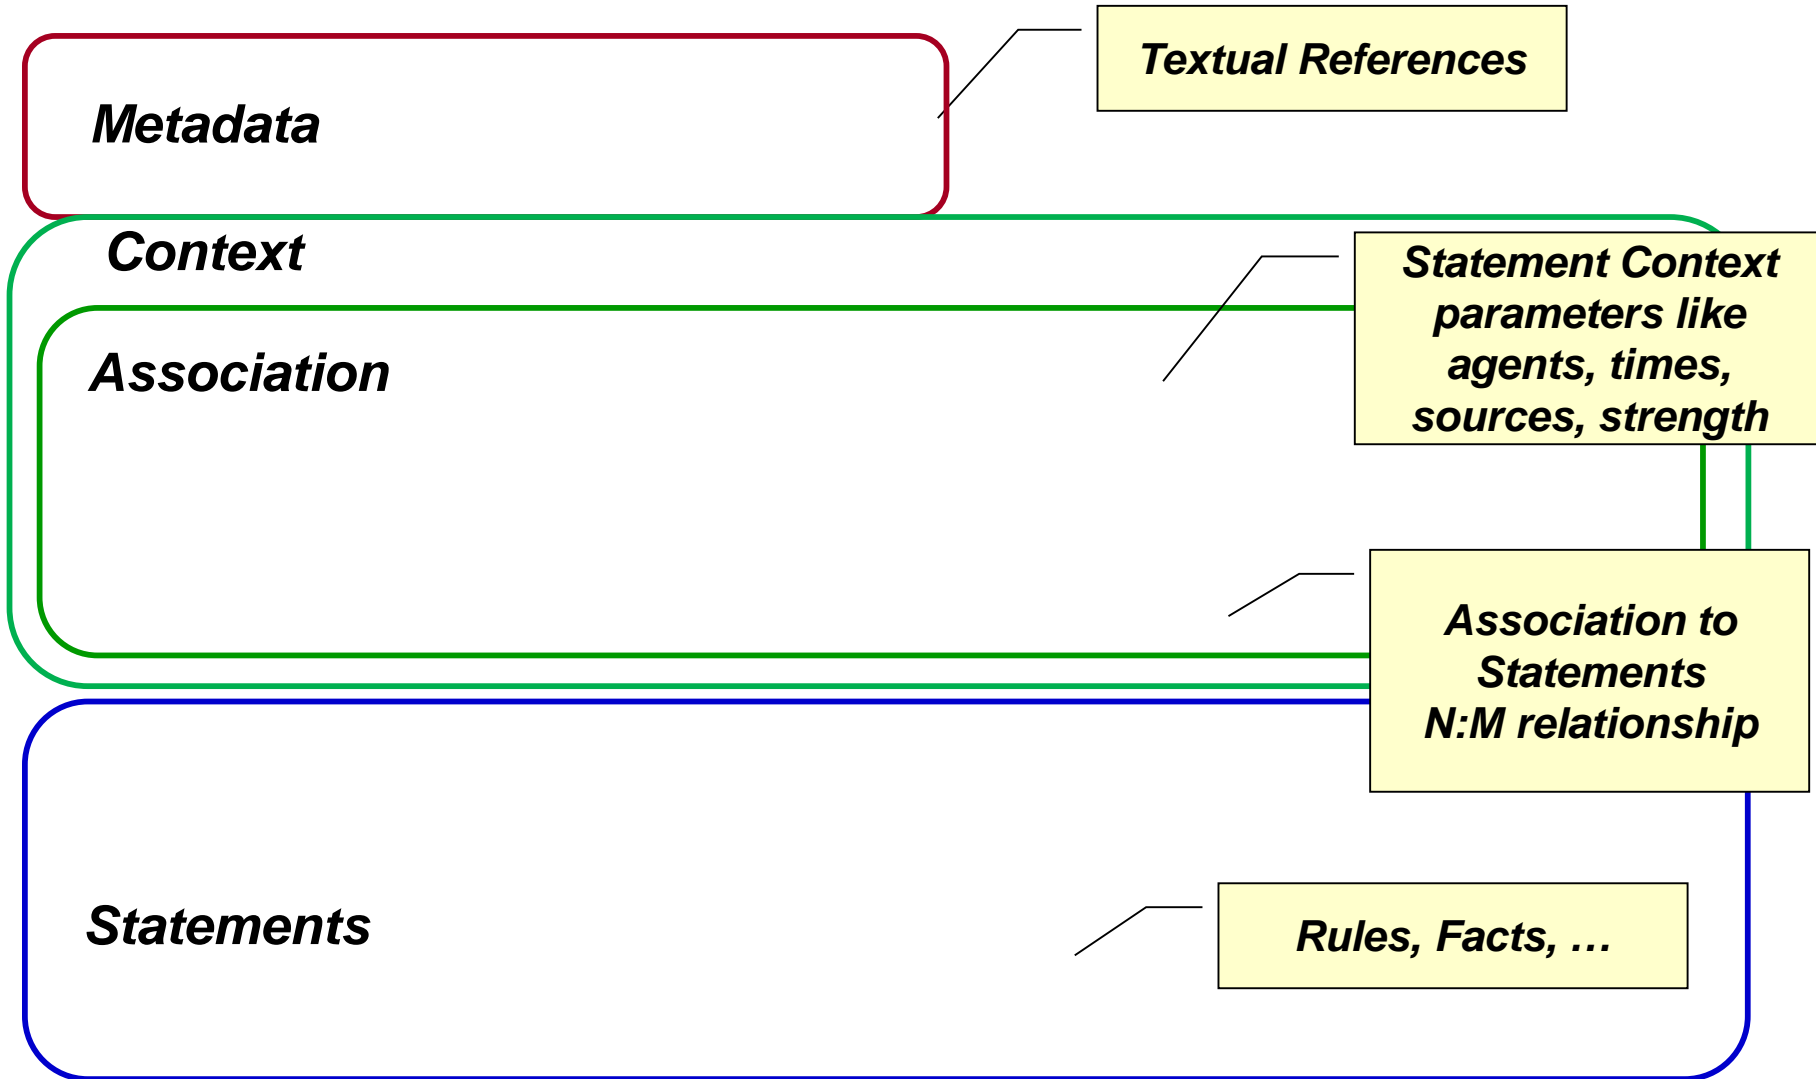 Textual References
Metadata
Context
Statement Context
parameters like
agents, times,
sources, strength
Association
Association to
Statements
N:M relationship
Statements
Rules, Facts, …